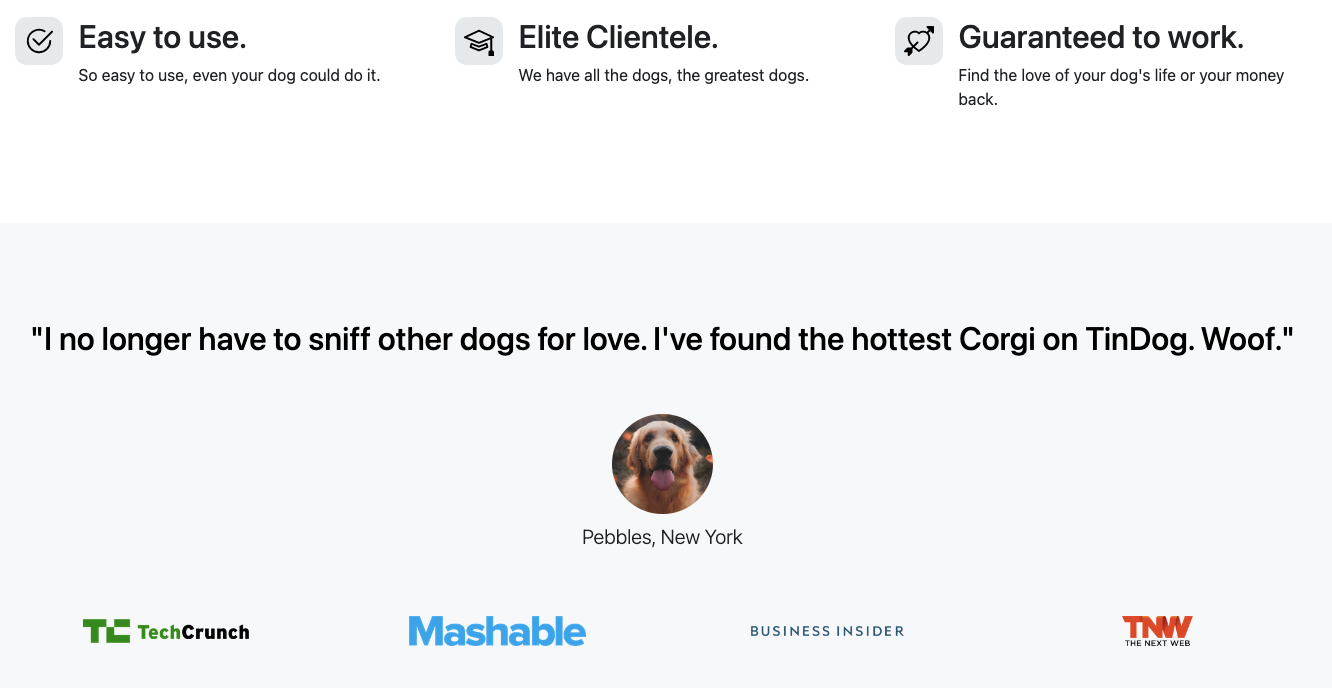 Easy to use.
So easy to use, even your dog could do it.
Elite Clientele.
We have all the dogs, the greatest dogs.
Guaranteed to work.
Find the love of your dog's life or your money
back.
"I no longer have to sniff other dogs for love. I've found the hottest Corgi on TinDog. Woof."
Pebbles, New York
TC TechCrunch
Mashable
BUSINESS INSIDER
TNW
THE NEXT WEB